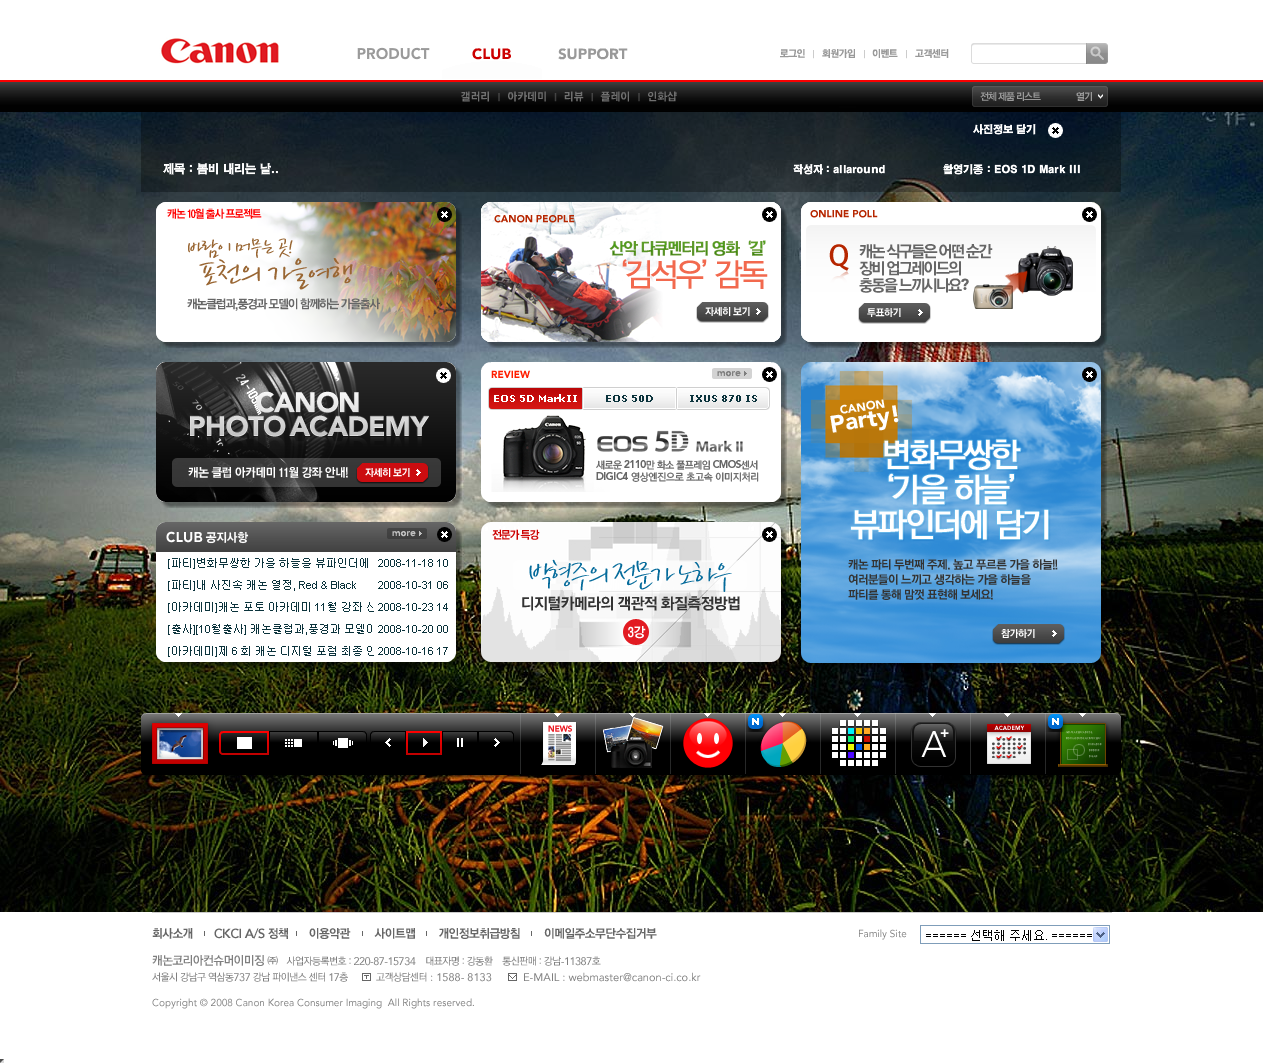 Canon
PRODUCT CLUB SUPPORT
로그인 회원가입 이벤트 고객센터
갤러리 아카데미 리뷰 플레이 인화샵
전체 제품 리스트 열기
사진정보 닫기
제목 : 봄비 내리는 날..
작성자 : allaround
촬영기종 : EOS 1D Mark III
캐논 10월 출사 프로젝트
바람이 머무는 곳!
포천의 가을여행
캐논클럽과,풍경과 모델이 함께하는 가을출사
CANON PEOPLE
산악 다큐멘터리 영화 '길'
'김석우' 감독
자세히 보기
ONLINE POLL
Q 캐논 식구들은 어떤 순간
장비 업그레이드의
충동을 느끼시나요?
투표하기
CANON
PHOTO ACADEMY
캐논 클럽 아카데미 11월 강좌 안내! 자세히 보기
REVIEW more
EOS 5D MarkII EOS 50D IXUS 870 IS
Canon
EOS 5D Mark II
새로운 2110만 화소 풀프레임 CMOS센서
DIGIC4 영상엔진으로 초고속 이미지처리
CANON
Party!
변화무쌍한
'가을 하늘'
뷰파인더에 담기
캐논 파티 두번째 주제, 높고 푸르른 가을 하늘!!
여러분들이 느끼고 생각하는 가을 하늘을
파티를 통해 맘껏 표현해 보세요!
참가하기
CLUB 공지사항 more
[파티]변화무쌍한 가을 하늘을 뷰파인더에 2008-11-18 10
[파티]내 사진속 캐논 열정, Red & Black 2008-10-31 06
[아카데미]캐논 포토 아카데미 11월 강좌 2008-10-23 14
[출사][10월출사] 캐논클럽과,풍경과 모델이 2008-10-20 00
[아카데미]제 6 회 캐논 디지털 포럼 최종 2008-10-16 17
전문가 특강
박형주의 전문가 노하우
디지털카메라의 객관적 화질측정방법
3강
NEWS
N
A+
ACADEMY
N
회사소개 CKCI A/S 정책 이용약관 사이트맵 개인정보취급방침 이메일주소무단수집거부
Family Site
====== 선택해 주세요. ======
캐논코리아컨슈머이미징 ㈜ 사업자등록번호 : 220-87-15734 대표자명 : 강동환 통신판매 : 강남-11387호
서울시 강남구 역삼동737 강남 파이낸스 센터 17층 고객상담센터 : 1588- 8133 E-MAIL : webmaster@canon-ci.co.kr
Copyright © 2008 Canon Korea Consumer Imaging All Rights reserved.